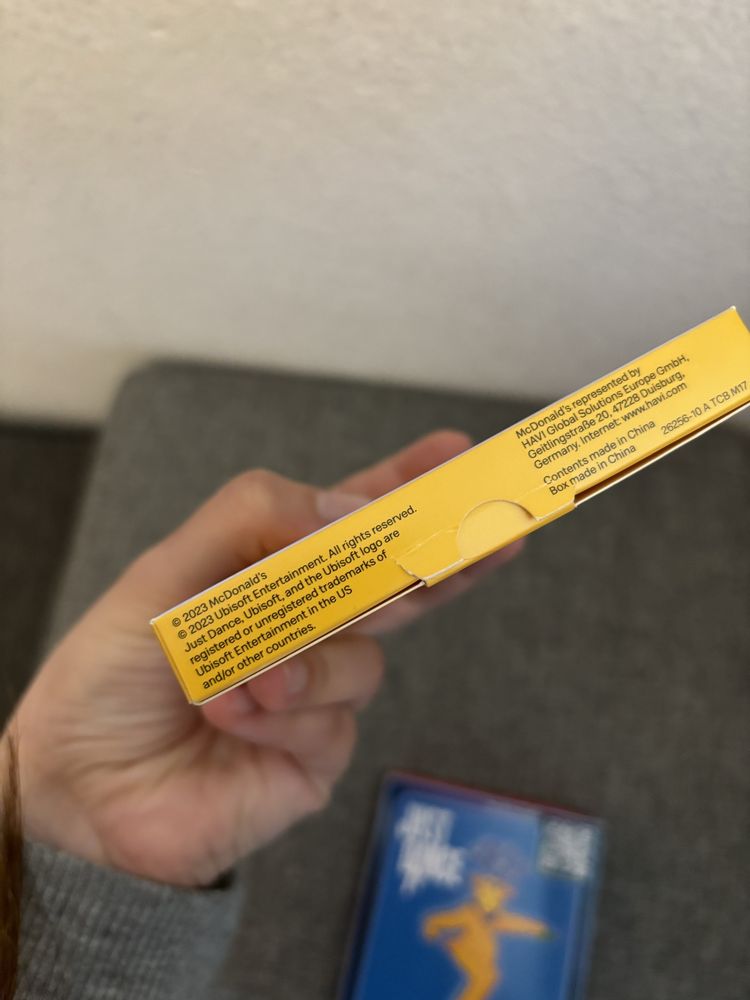 © 2023 McDonald's
© 2023 Ubisoft Entertainment. All rights reserved.
Just Dance, Ubisoft, and the Ubisoft logo are
registered or unregistered trademarks of
Ubisoft Entertainment in the US
and/or other countries.
McDonald's represented by
HAVI Global Solutions Europe GmbH,
Geitlingstraße 20, 47228 Duisburg,
Germany. Internet: www.havi.com
Contents made in China
Box made in China
26256-10 A TCB M17
JUST
DANCE